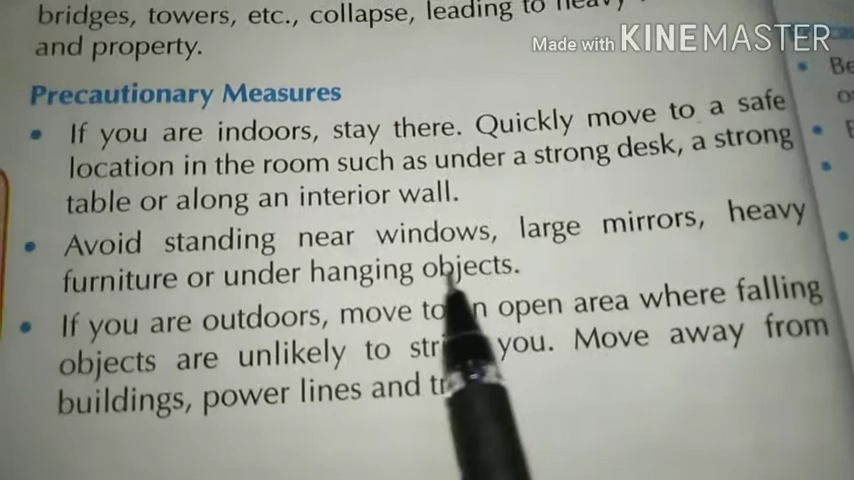 bridges, towers, etc., collapse, leading to heavy
and property.
Made with KINEMASTER
Precautionary Measures
• If you are indoors, stay there. Quickly move to a safe
location in the room such as under a strong desk, a strong
table or along an interior wall.
• Avoid standing near windows, large mirrors, heavy
furniture or under hanging objects.
• If you are outdoors, move to an open area where falling
objects are unlikely to you. Move away from
buildings, power lines and
• Be